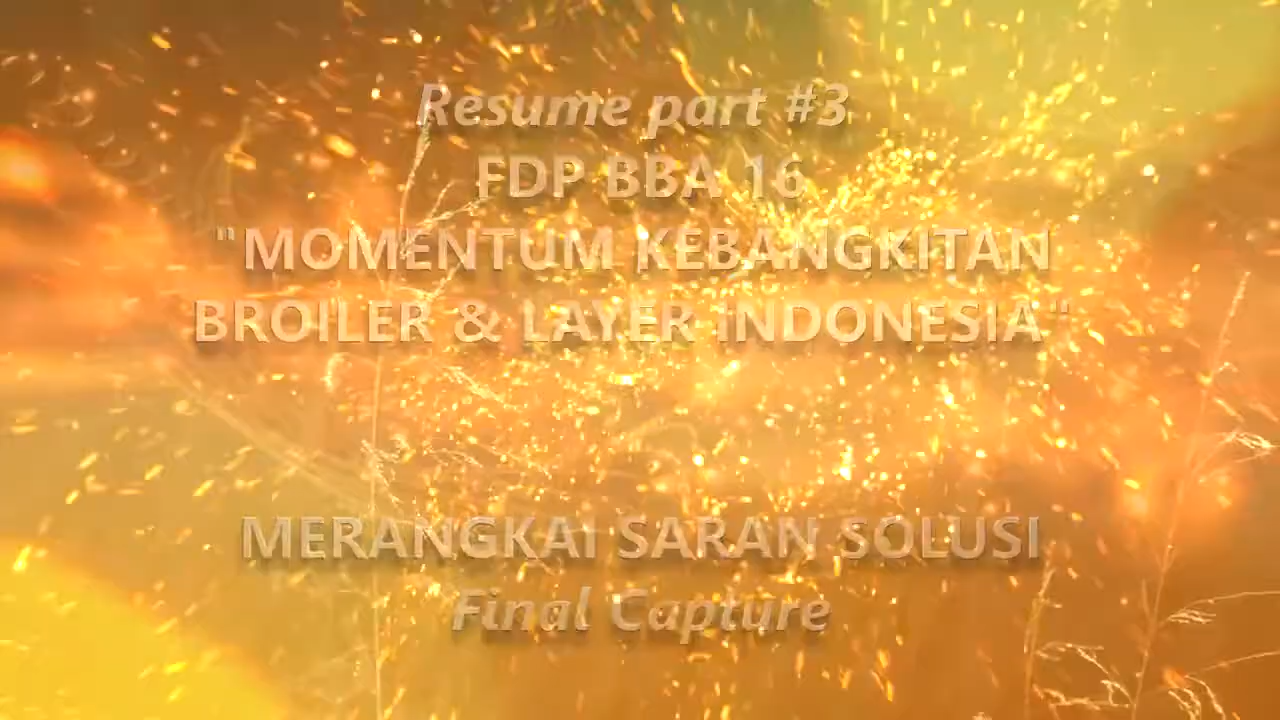 Resume part #3
FDP BBA 16
"MOMENTUM KEBANGKITAN
BROILER & LAYER INDONESIA"
MERANGKAI SARAN SOLUSI
Final Capture